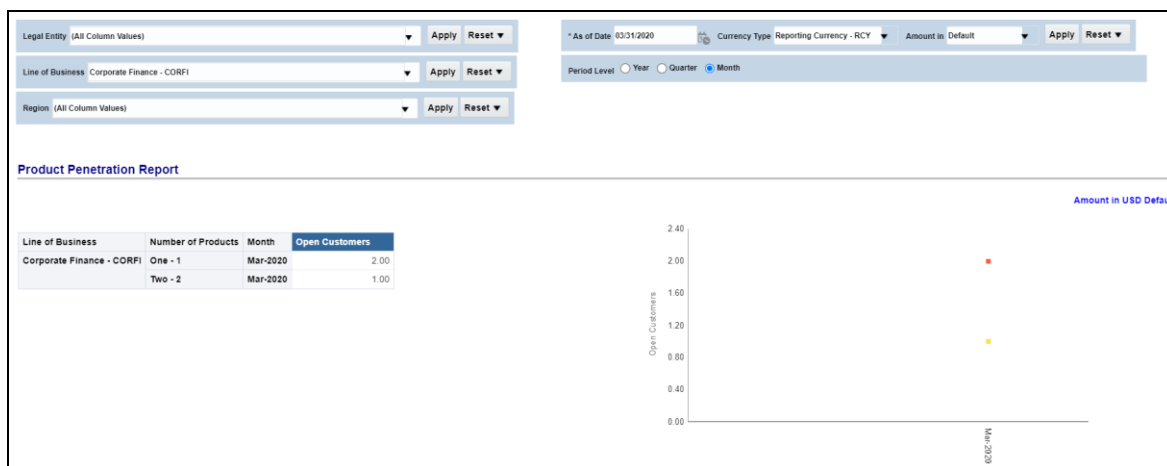 Legal Entity (All Column Values) Apply Reset
* As of Date 03/31/2020 Currency Type Reporting Currency - RCY Amount in Default Apply Reset
Line of Business Corporate Finance - CORFI Apply Reset
Period Level Year Quarter Month
Region (All Column Values) Apply Reset
Product Penetration Report
Amount in USD Defau
Line of Business Number of Products Month Open Customers
Corporate Finance - CORFI One - 1 Mar-2020 2.00
Two - 2 Mar-2020 1.00
2.40
2.00
1.60
1.20
0.80
0.40
0.00
Open Customers
Mar-2020